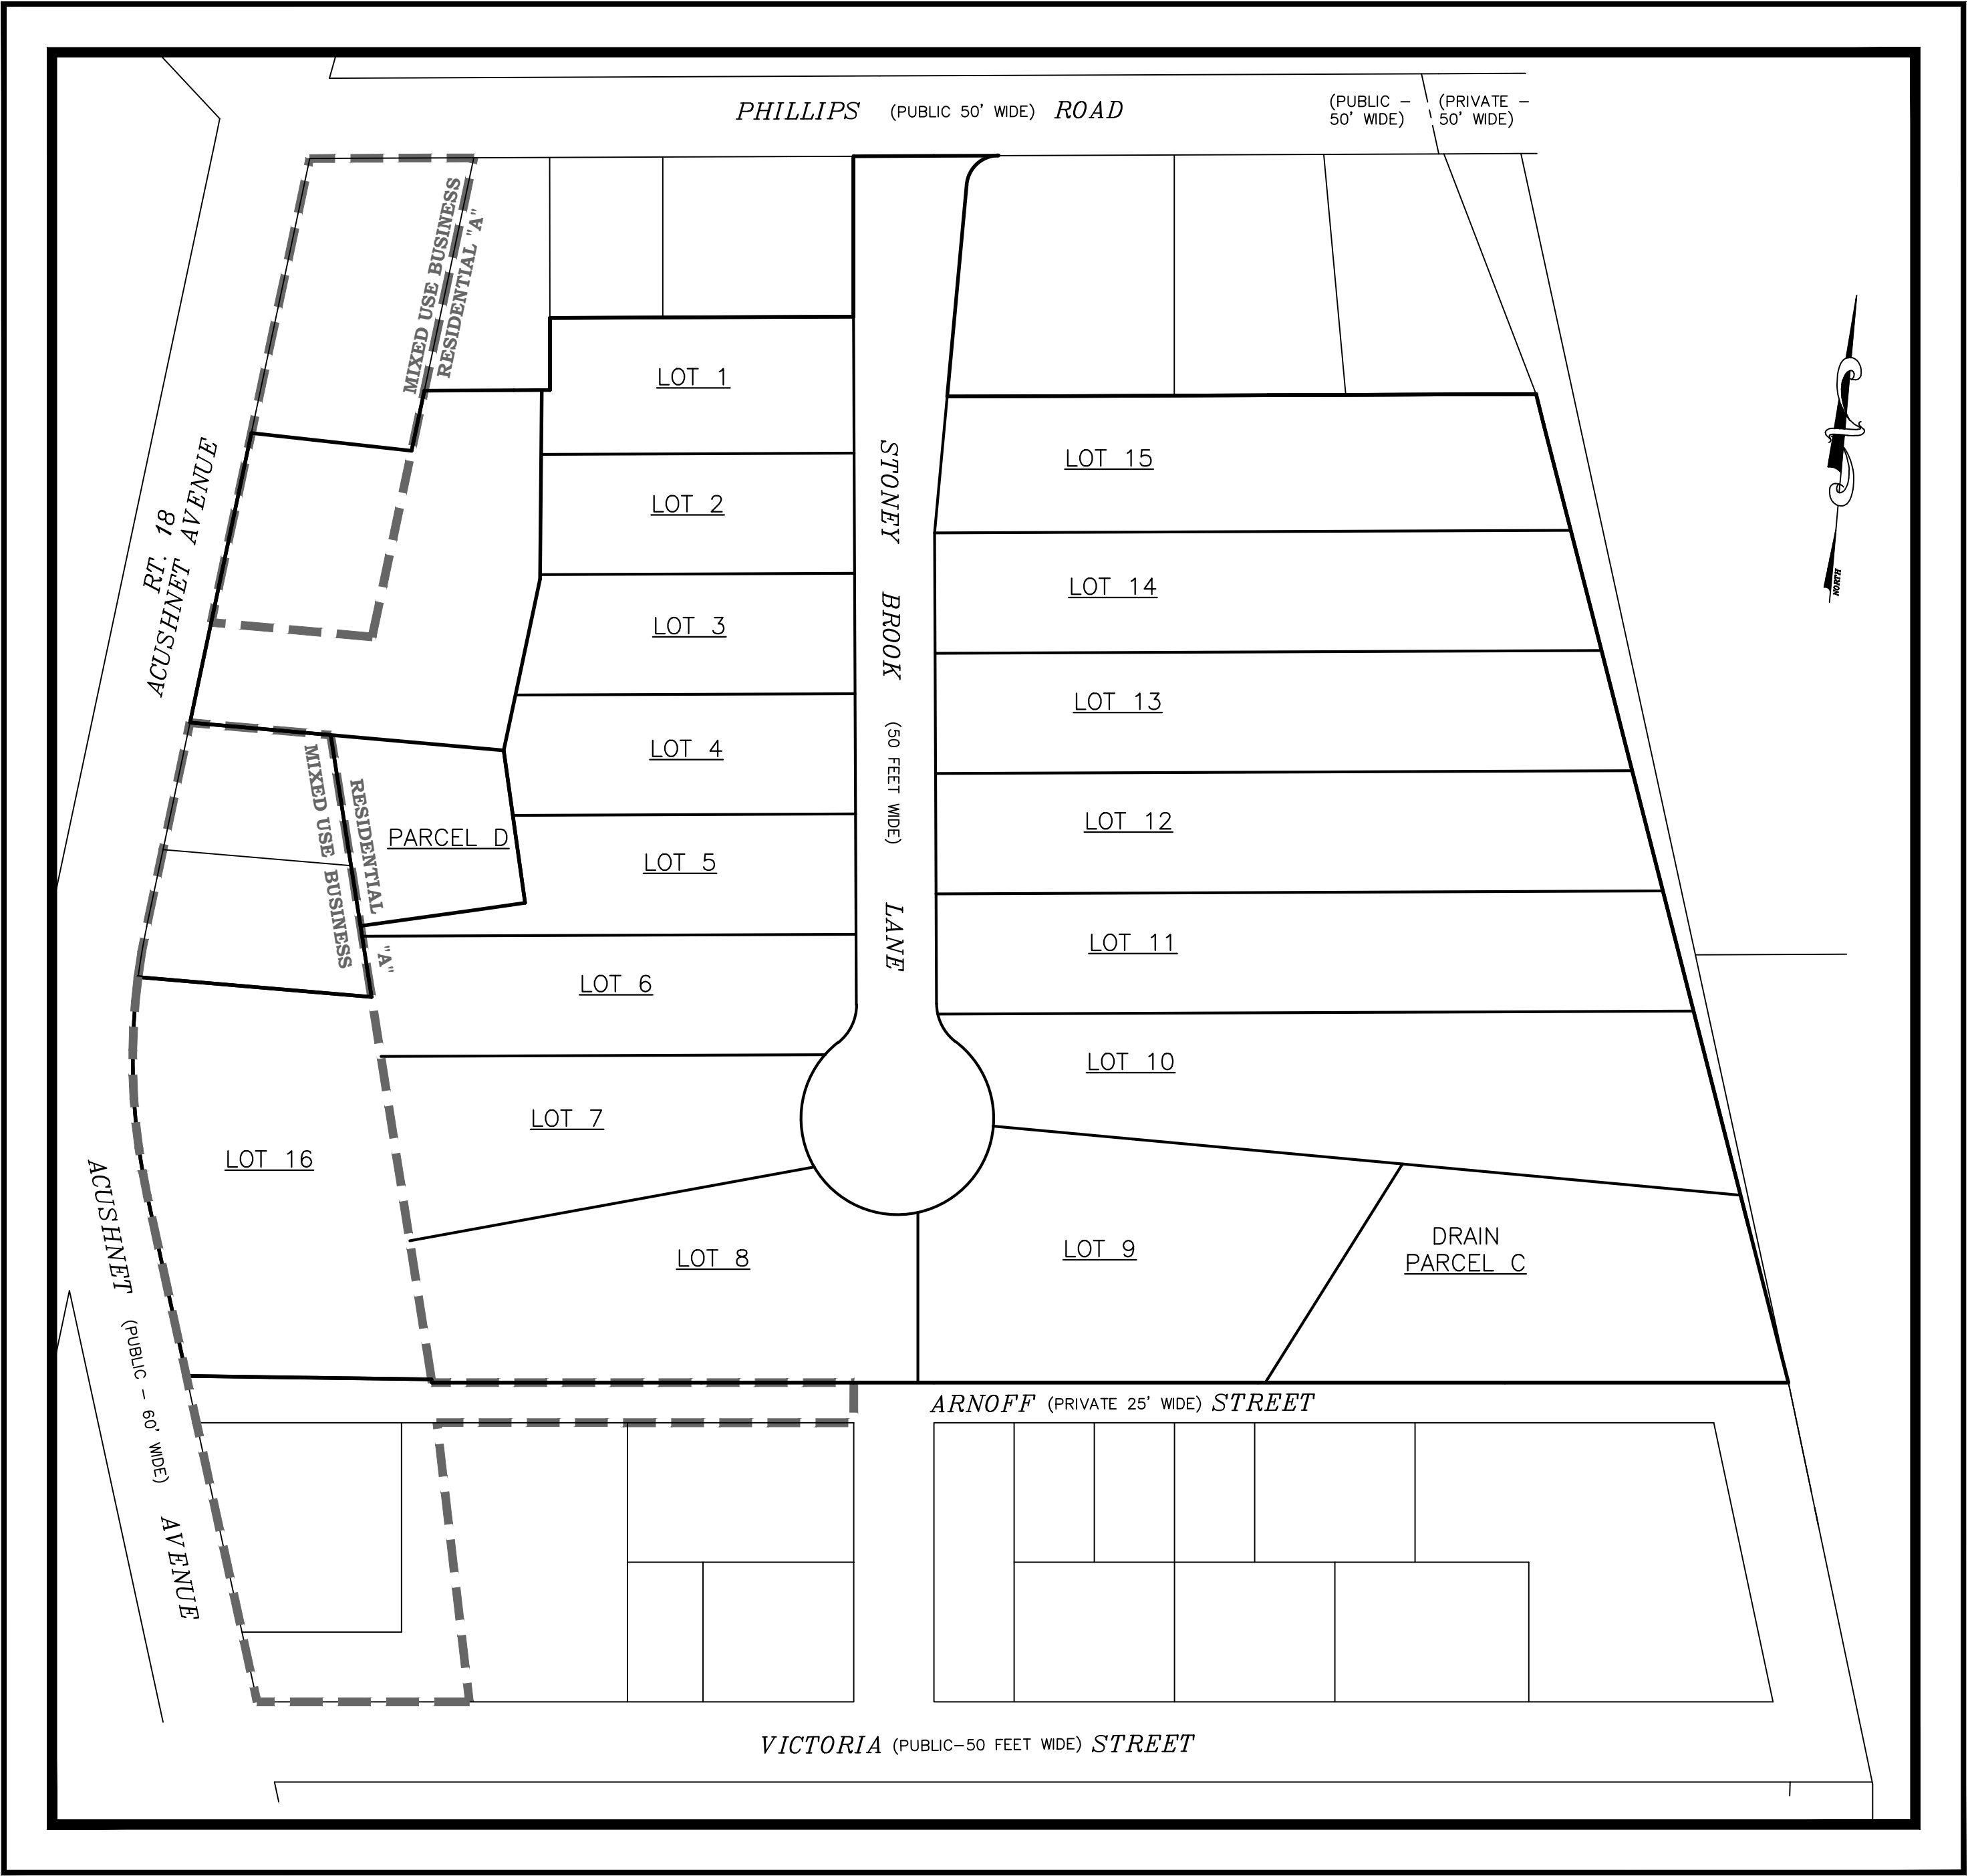 PHILLIPS (PUBLIC 50' WIDE) ROAD
(PUBLIC –
50' WIDE)
(PRIVATE –
50' WIDE)
MIXED USE BUSINESS
RESIDENTIAL "A"
LOT 1
RT. 18
ACUSHNET AVENUE
STONEY BROOK (50 FEET WIDE) LANE
LOT 15
LOT 2
LOT 14
NORTH
LOT 3
LOT 13
LOT 4
LOT 12
RESIDENTIAL "A"
MIXED USE BUSINESS
PARCEL D
LOT 5
LOT 11
LOT 6
LOT 10
LOT 7
LOT 16
LOT 8
LOT 9
DRAIN
PARCEL C
ACUSHNET (PUBLIC – 60' WIDE) AVENUE
ARNOFF (PRIVATE 25' WIDE) STREET
VICTORIA (PUBLIC–50 FEET WIDE) STREET